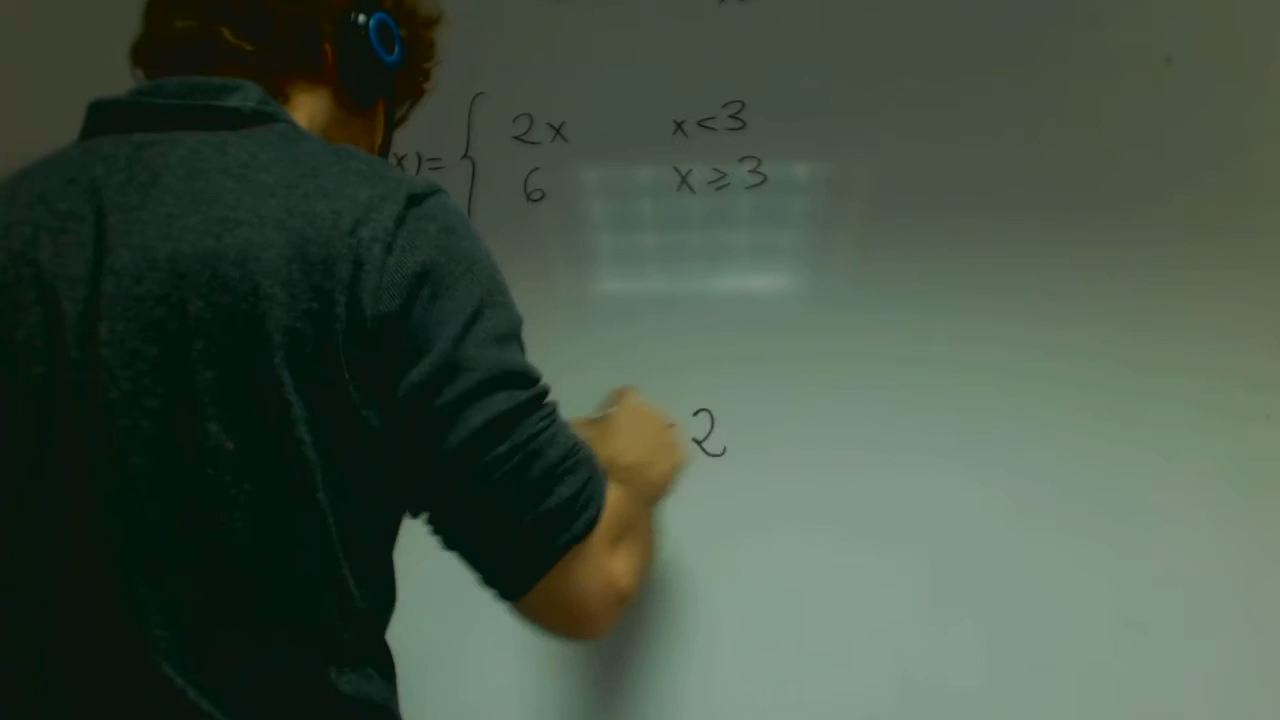 x)= { 2x x<3
6 x⩾3
2